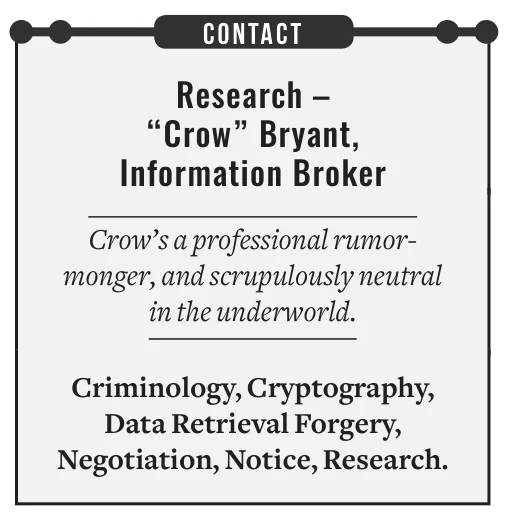 CONTACT
Research –
“Crow” Bryant,
Information Broker
Crow’s a professional rumor-
monger, and scrupulously neutral
in the underworld.
Criminology, Cryptography,
Data Retrieval Forgery,
Negotiation, Notice, Research.